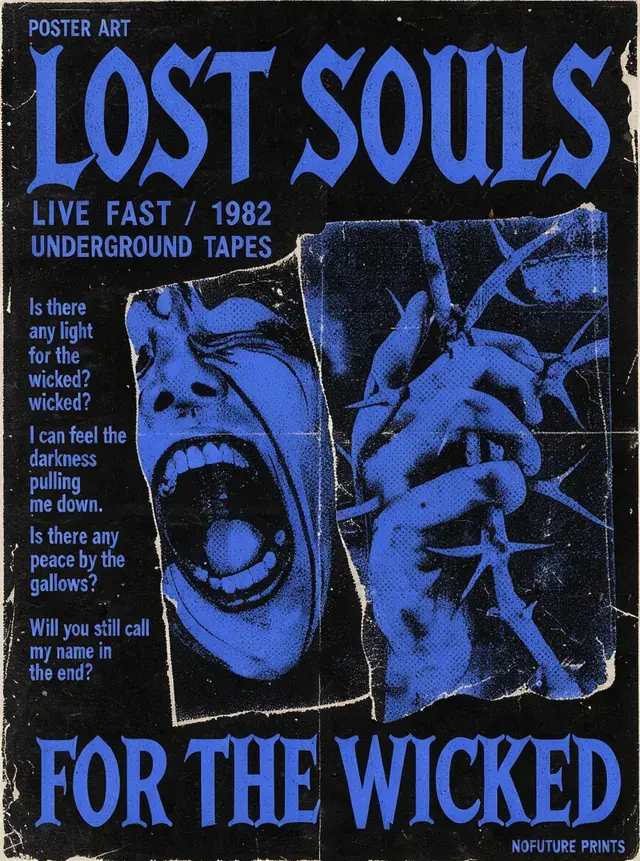 POSTER ART
LOST SOULS
LIVE FAST / 1982
UNDERGROUND TAPES
Is there
any light
for the
wicked?
wicked?
I can feel the
darkness
pulling
me down.
Is there any
peace by the
gallows?
Will you still call
my name in
the end?
FOR THE WICKED
NOFUTURE PRINTS